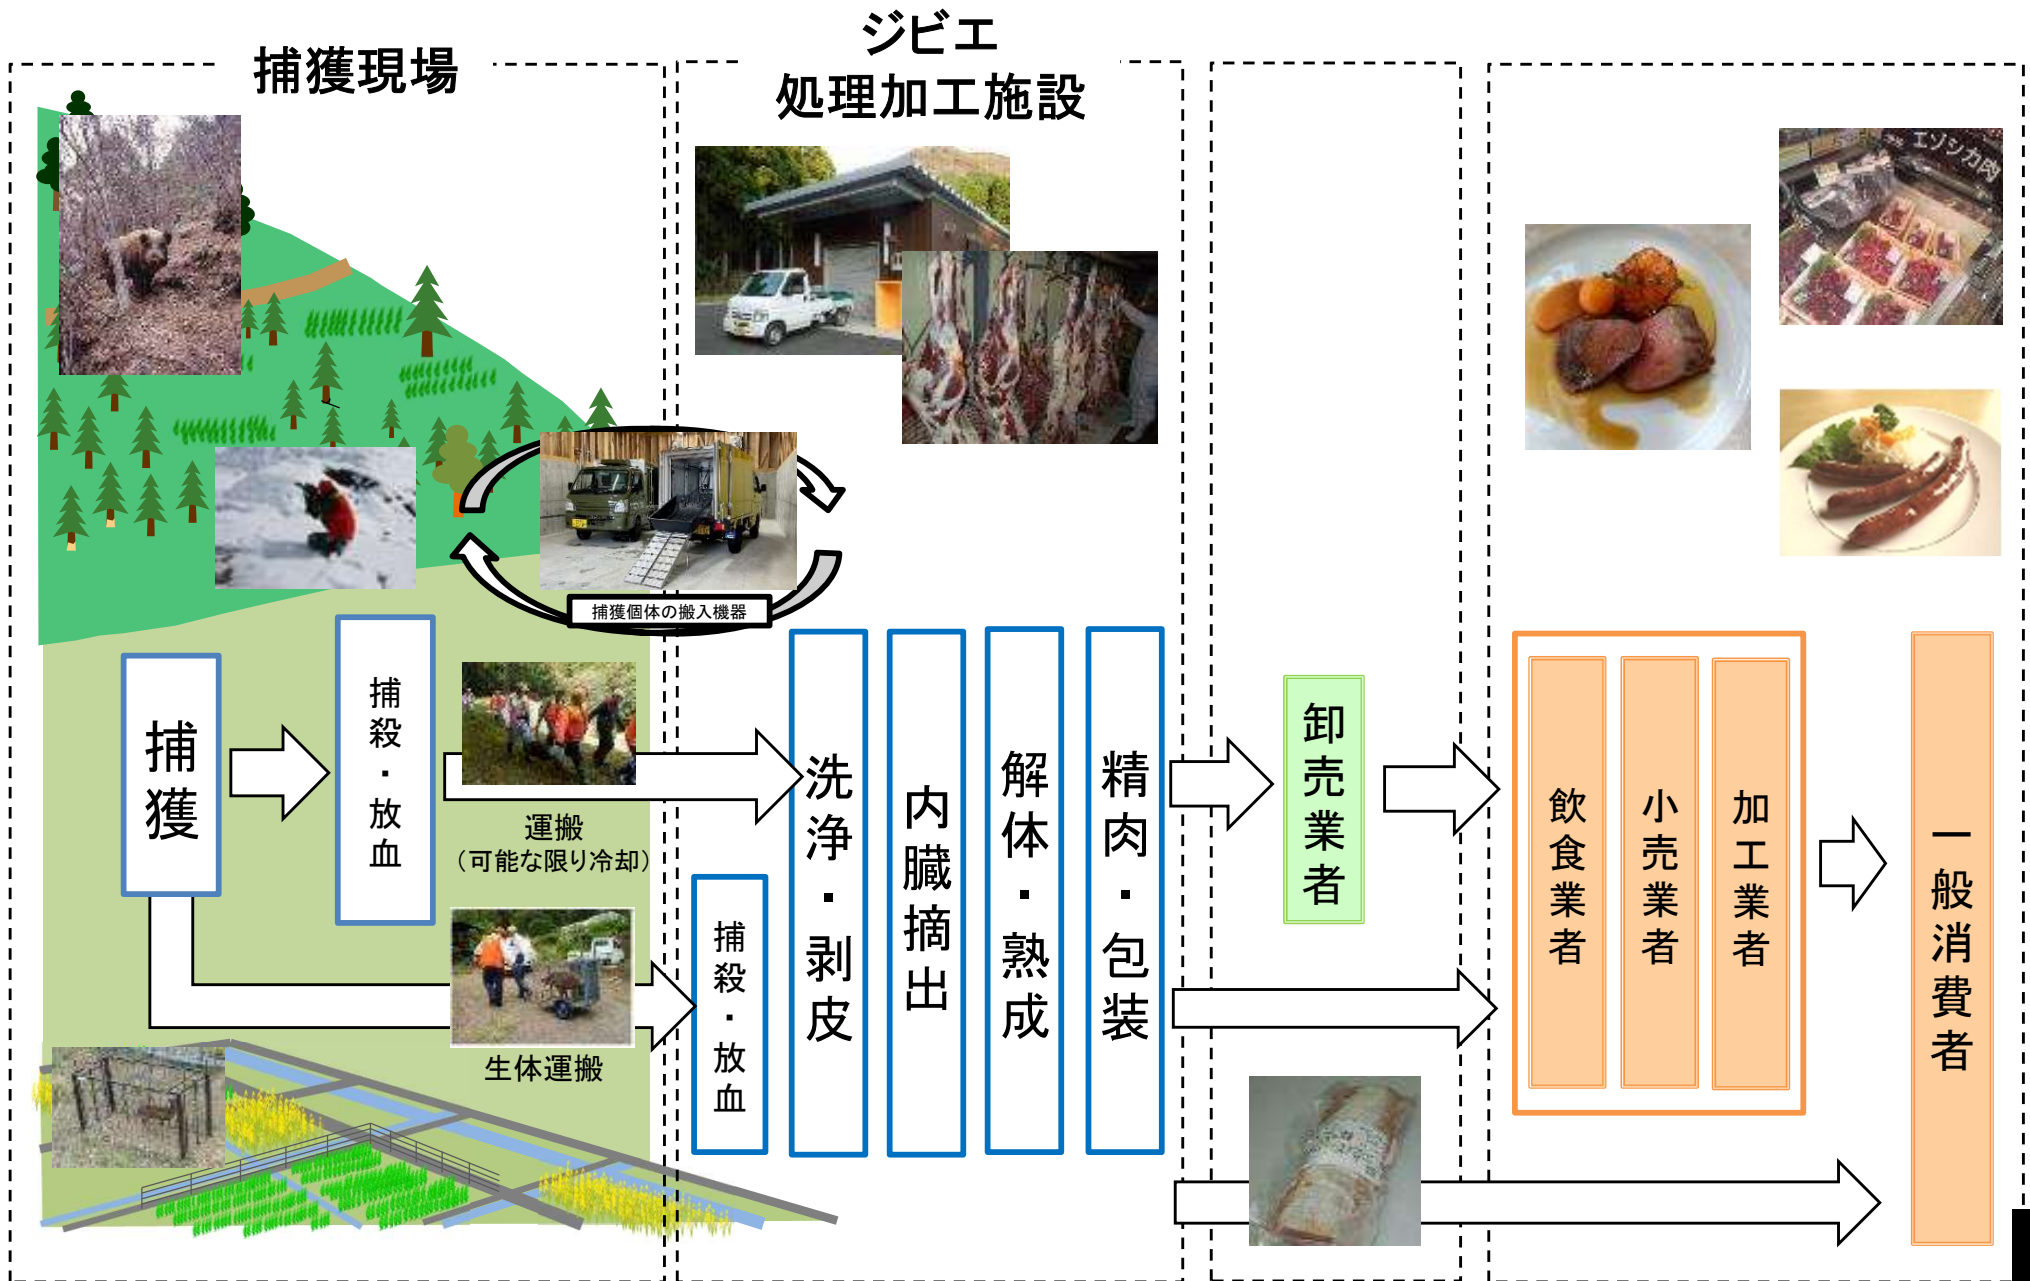 捕獲現場
ジビエ
処理加工施設
エゾシカ肉
捕獲個体の搬入機器
捕獲
捕殺・放血
運搬
（可能な限り冷却）
生体運搬
捕殺・放血
洗浄・剥皮
内臓摘出
解体・熟成
精肉・包装
卸売業者
飲食業者
小売業者
加工業者
一般消費者